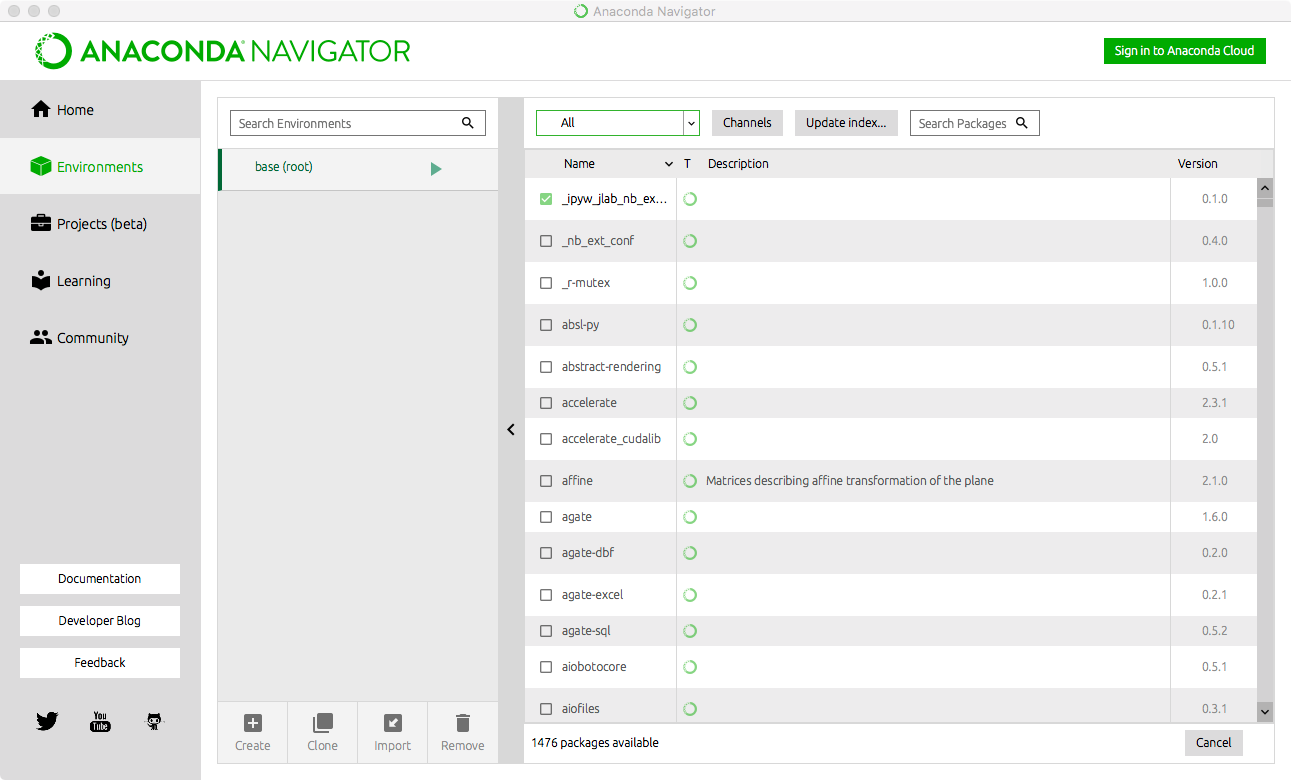 Anaconda Navigator
ANACONDA NAVIGATOR
Sign in to Anaconda Cloud
Home
Environments
Projects (beta)
Learning
Community
Documentation
Developer Blog
Feedback
You
Tube
Search Environments
base (root)
Create
Clone
Import
Remove
All
Channels
Update index...
Search Packages
Name T Description Version
_ipyw_jlab_nb_ex... 0.1.0
_nb_ext_conf 0.4.0
_r-mutex 1.0.0
absl-py 0.1.10
abstract-rendering 0.5.1
accelerate 2.3.1
accelerate_cudalib 2.0
affine Matrices describing affine transformation of the plane 2.1.0
agate 1.6.0
agate-dbf 0.2.0
agate-excel 0.2.1
agate-sql 0.5.2
aiobotocore 0.5.1
aiofiles 0.3.1
1476 packages available
Cancel